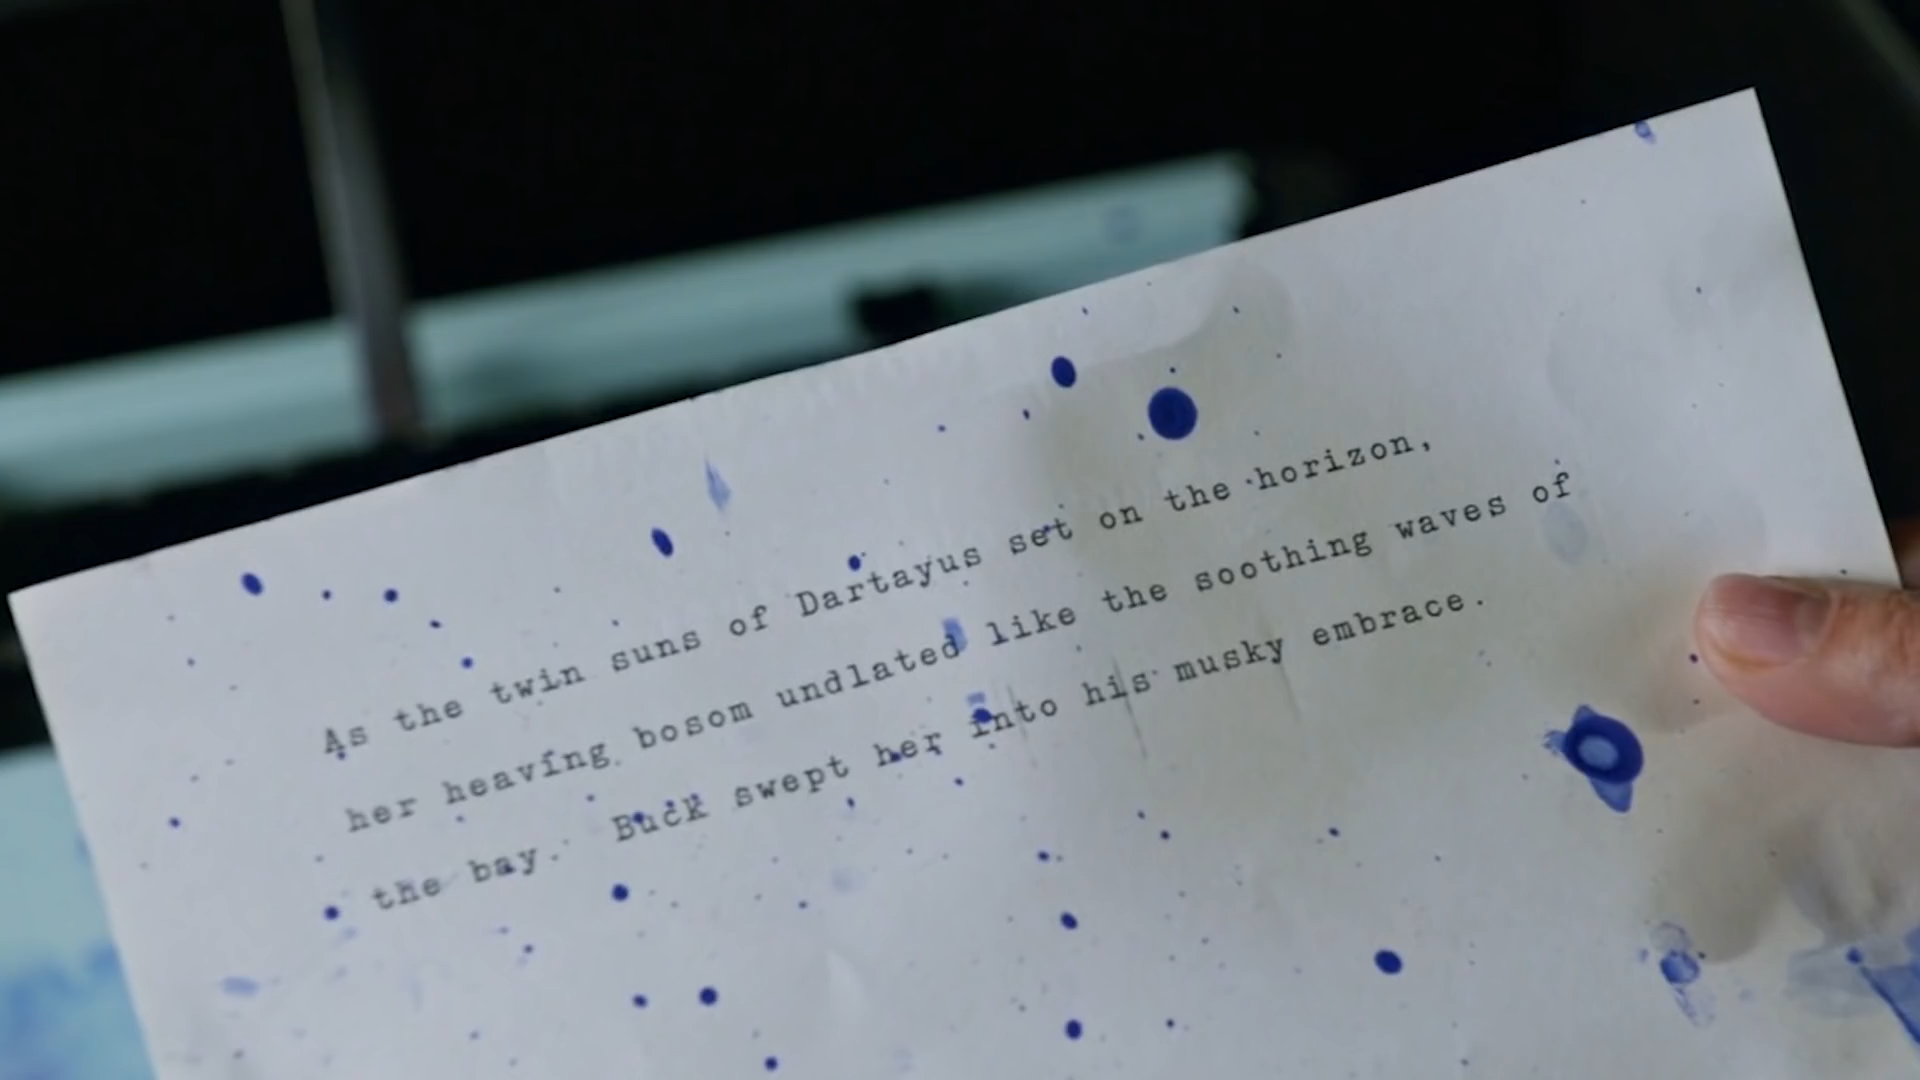 As the twin suns of Dartayus set on the horizon,
her heaving bosom undlated like the soothing waves of
the bay. Buck swept her into his musky embrace.